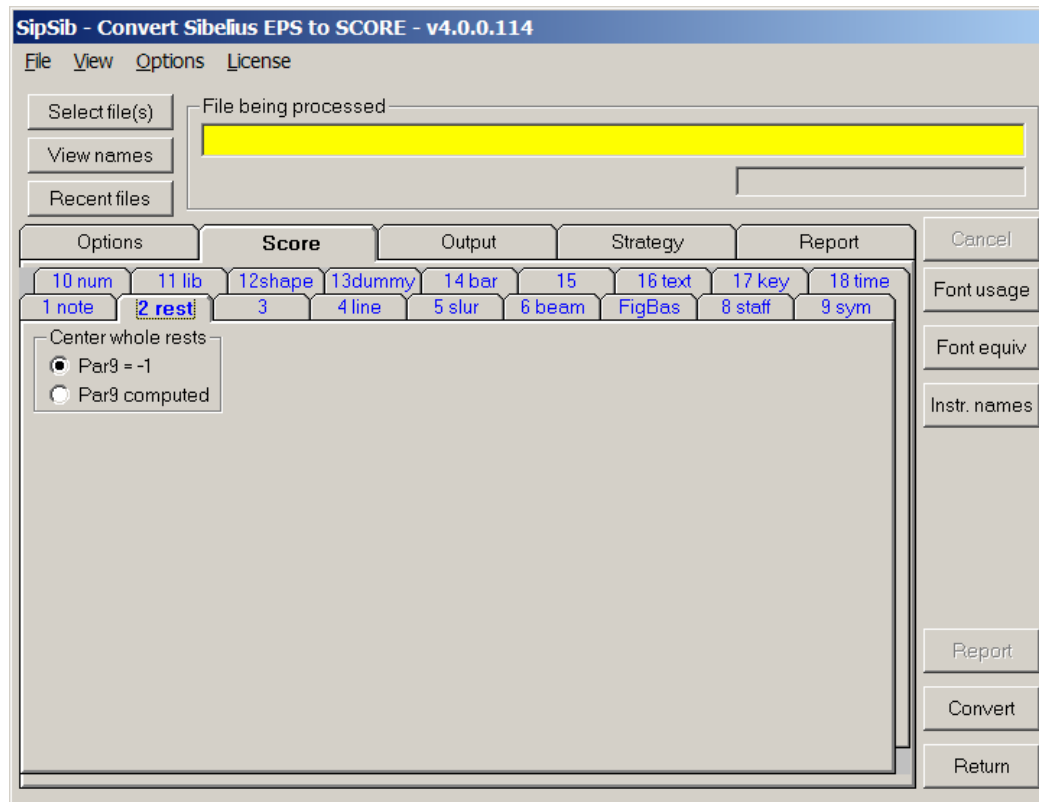 SipSib - Convert Sibelius EPS to SCORE - v4.0.0.114
File View Options License
Select file(s)
File being processed
View names
Recent files
Options Score Output Strategy Report
Cancel
10 num 11 lib 12shape 13dummy 14 bar 15 16 text 17 key 18 time
Font usage
1 note 2 rest 3 4 line 5 slur 6 beam FigBas 8 staff 9 sym
Center whole rests
Font equiv
Par9 = -1
Par9 computed
Instr. names
Report
Convert
Return